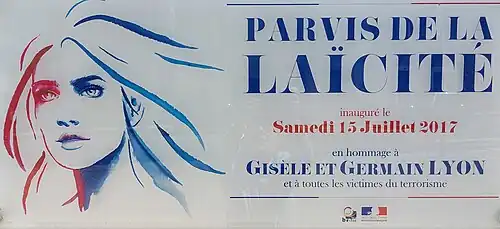 PARVIS DE LA
LAÏCITÉ
inauguré le
Samedi 15 Juillet 2017
en hommage à
GISÈLE ET GERMAIN LYON
et à toutes les victimes du terrorisme